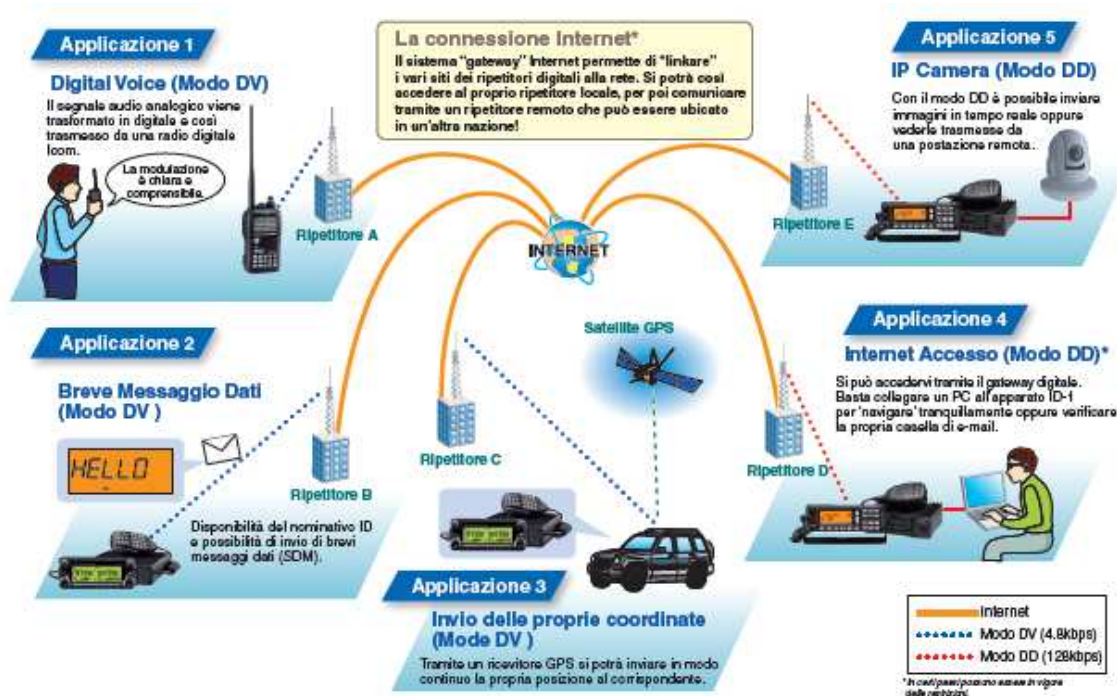 Applicazione 1
Digital Voice (Modo DV)
Il segnale audio analogico viene
trasformato in digitale e così
trasmesso da una radio digitale
Icom.
La modulazione
è chiara e
comprensibile.
Ripetitore A
La connessione Internet*
Il sistema "gateway" Internet permette di "linkare"
i vari siti dei ripetitori digitali alla rete. Si potrà così
accedere al proprio ripetitore locale, per poi comunicare
tramite un ripetitore remoto che può essere ubicato
in un'altra nazione!
Applicazione 5
IP Camera (Modo DD)
Con il modo DD è possibile inviare
immagini in tempo reale oppure
vederle trasmesse da
una postazione remota.
Ripetitore E
INTERNET
Applicazione 2
Breve Messaggio Dati
(Modo DV )
HELLO
Ripetitore B
Disponibilità del nominativo ID
e possibilità di invio di brevi
messaggi dati (SDM).
Ripetitore C
Satellite GPS
Applicazione 3
Invio delle proprie coordinate
(Mode DV )
Tramite un ricevitore GPS si potrà inviare in modo
continuo la propria posizione al corrispondente.
Applicazione 4
Internet Accesso (Modo DD)*
Si può accedervi tramite il gateway digitale.
Basta collegare un PC all'apparato ID-1
per 'navigare' tranquillamente oppure verificare
la propria casella di e-mail.
Ripetitore D
Internet
Modo DV (4.8kbps)
Modo DD (128kbps)
*In certi paesi possono essere in vigore
delle restrizioni.